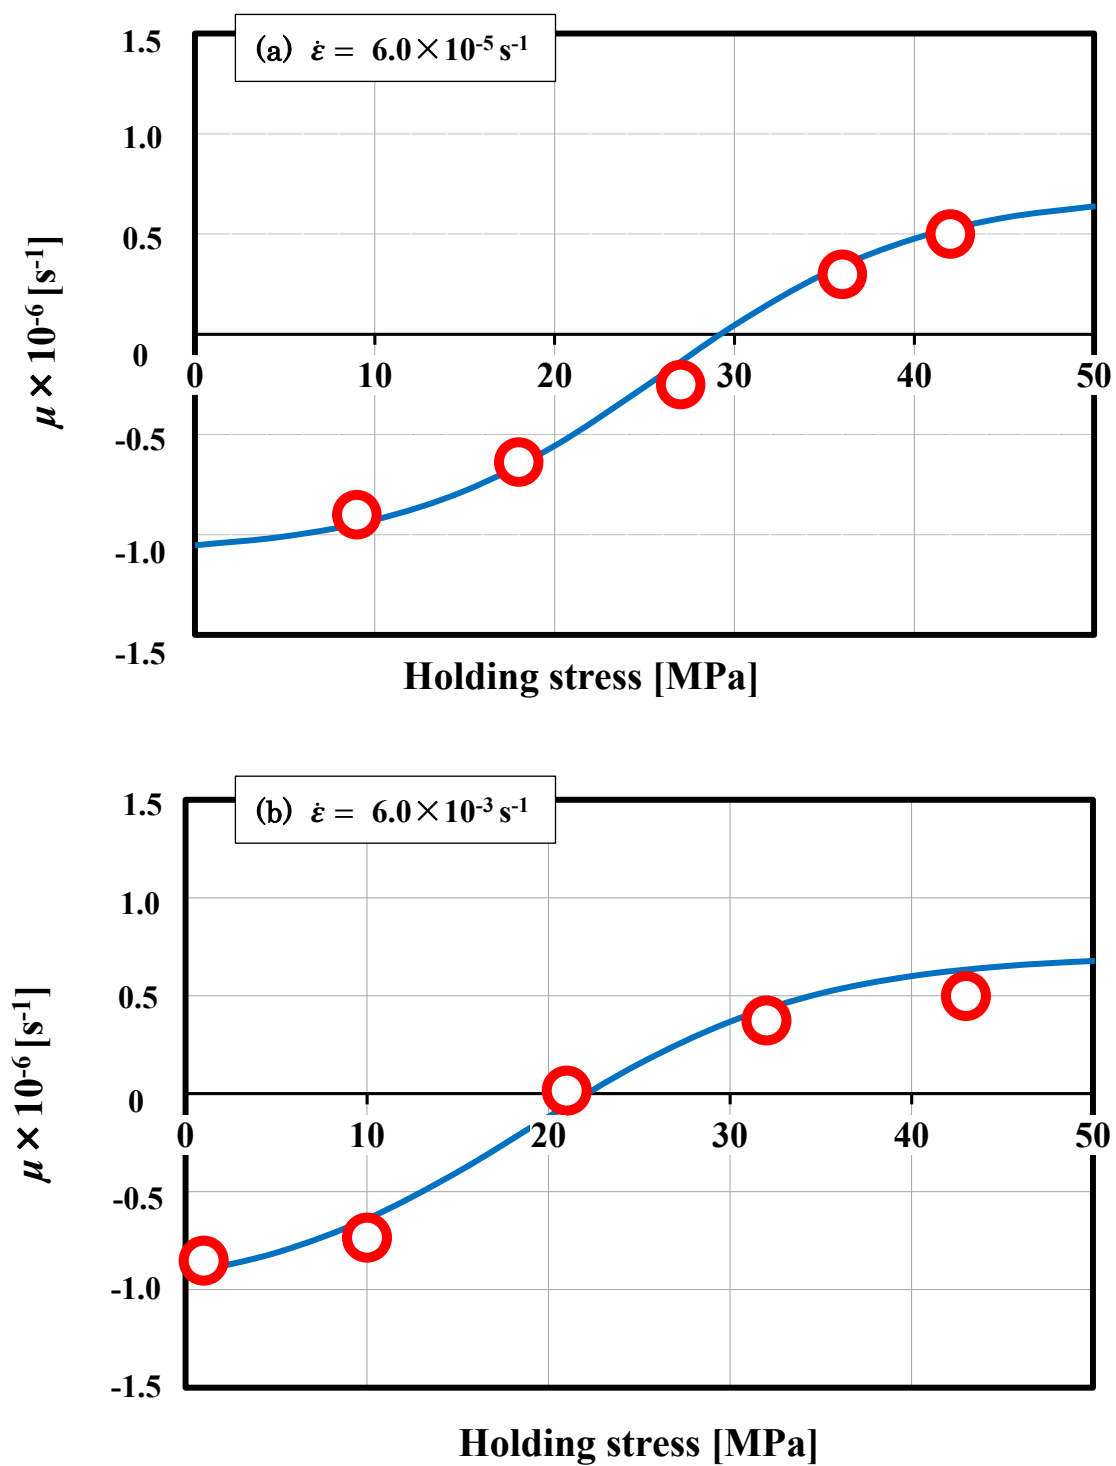 1.5
(a) ε̇ = 6.0×10⁻⁵ s⁻¹
1.0
0.5
0
-0.5
-1.0
-1.5
μ×10⁻⁶ [s⁻¹]
0 10 20 30 40 50
Holding stress [MPa]
1.5
(b) ε̇ = 6.0×10⁻³ s⁻¹
1.0
0.5
0
-0.5
-1.0
-1.5
μ×10⁻⁶ [s⁻¹]
0 10 20 30 40 50
Holding stress [MPa]